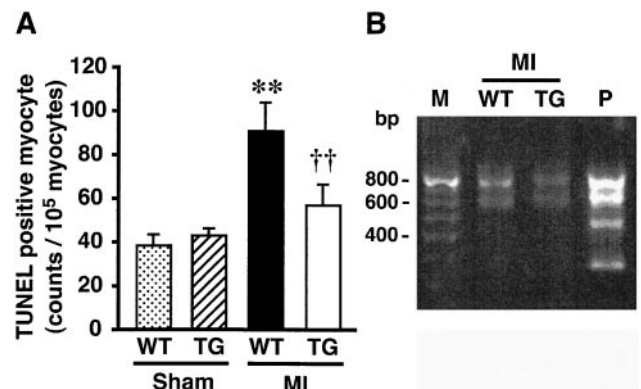 A
TUNEL positive myocyte
(counts / 10⁵ myocytes)
120
100
80
60
40
20
0
**
††
WT TG WT TG
Sham MI
B
MI
M WT TG P
bp
800 -
600 -
400 -